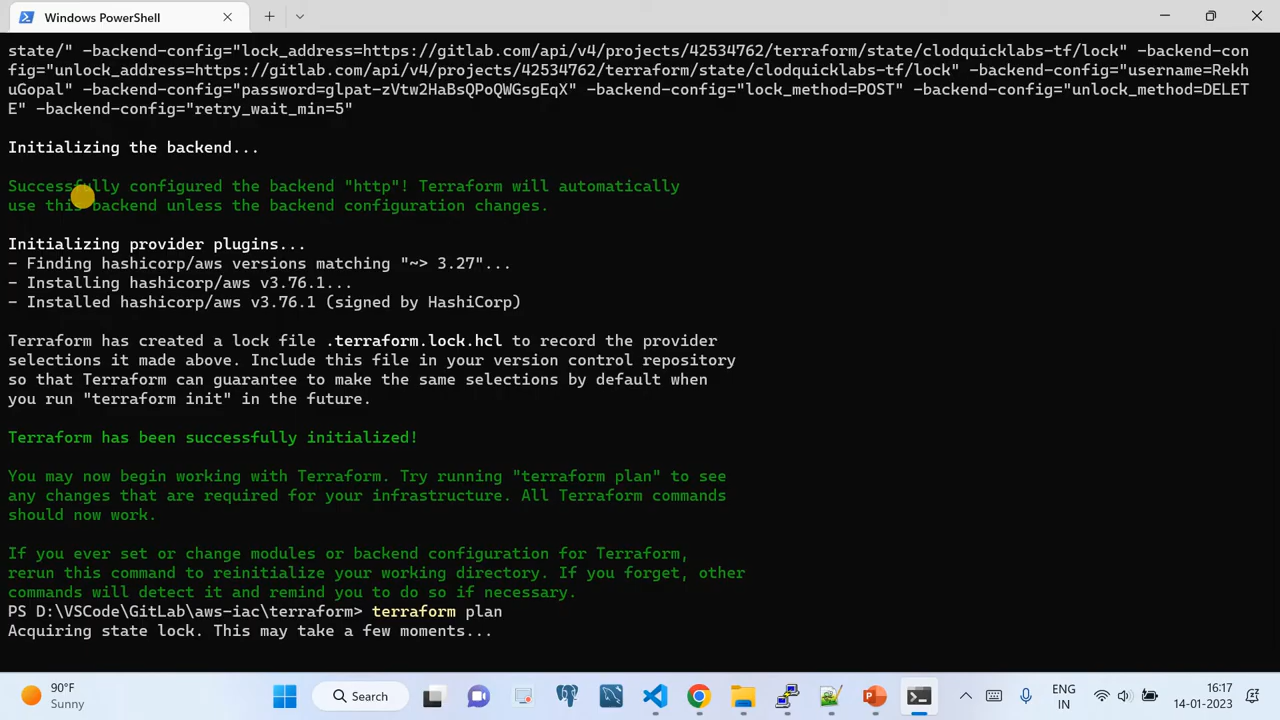 Windows PowerShell
state/" -backend-config="lock_address=https://gitlab.com/api/v4/projects/42534762/terraform/state/clodquicklabs-tf/lock" -backend-con
fig="unlock_address=https://gitlab.com/api/v4/projects/42534762/terraform/state/clodquicklabs-tf/lock" -backend-config="username=Rekh
uGopal" -backend-config="password=glpat-zVtw2HaBsQPoQWGsgEqX" -backend-config="lock_method=POST" -backend-config="unlock_method=DELET
E" -backend-config="retry_wait_min=5"
Initializing the backend...
Successfully configured the backend "http"! Terraform will automatically
use this backend unless the backend configuration changes.
Initializing provider plugins...
- Finding hashicorp/aws versions matching "~> 3.27"...
- Installing hashicorp/aws v3.76.1...
- Installed hashicorp/aws v3.76.1 (signed by HashiCorp)
Terraform has created a lock file .terraform.lock.hcl to record the provider
selections it made above. Include this file in your version control repository
so that Terraform can guarantee to make the same selections by default when
you run "terraform init" in the future.
Terraform has been successfully initialized!
You may now begin working with Terraform. Try running "terraform plan" to see
any changes that are required for your infrastructure. All Terraform commands
should now work.
If you ever set or change modules or backend configuration for Terraform,
rerun this command to reinitialize your working directory. If you forget, other
commands will detect it and remind you to do so if necessary.
PS D:\VSCode\GitLab\aws-iac\terraform> terraform plan
Acquiring state lock. This may take a few moments...
90°F
Sunny
Search
ENG
IN
16:17
14-01-2023